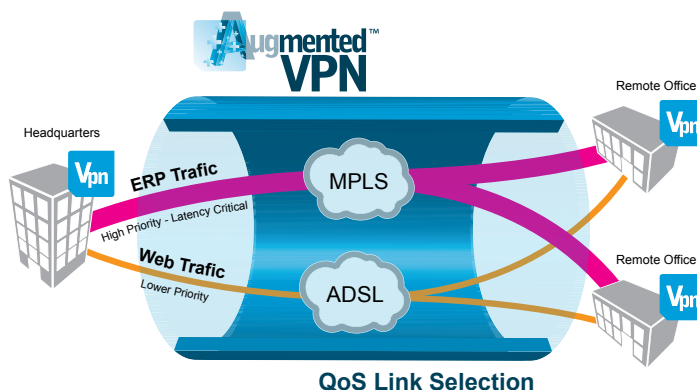 Augmented™
VPN
Remote Office
Vpn
Headquarters
Vpn
ERP Trafic
High Priority - Latency Critical
MPLS
Web Trafic
Lower Priority
ADSL
Remote Office
Vpn
QoS Link Selection